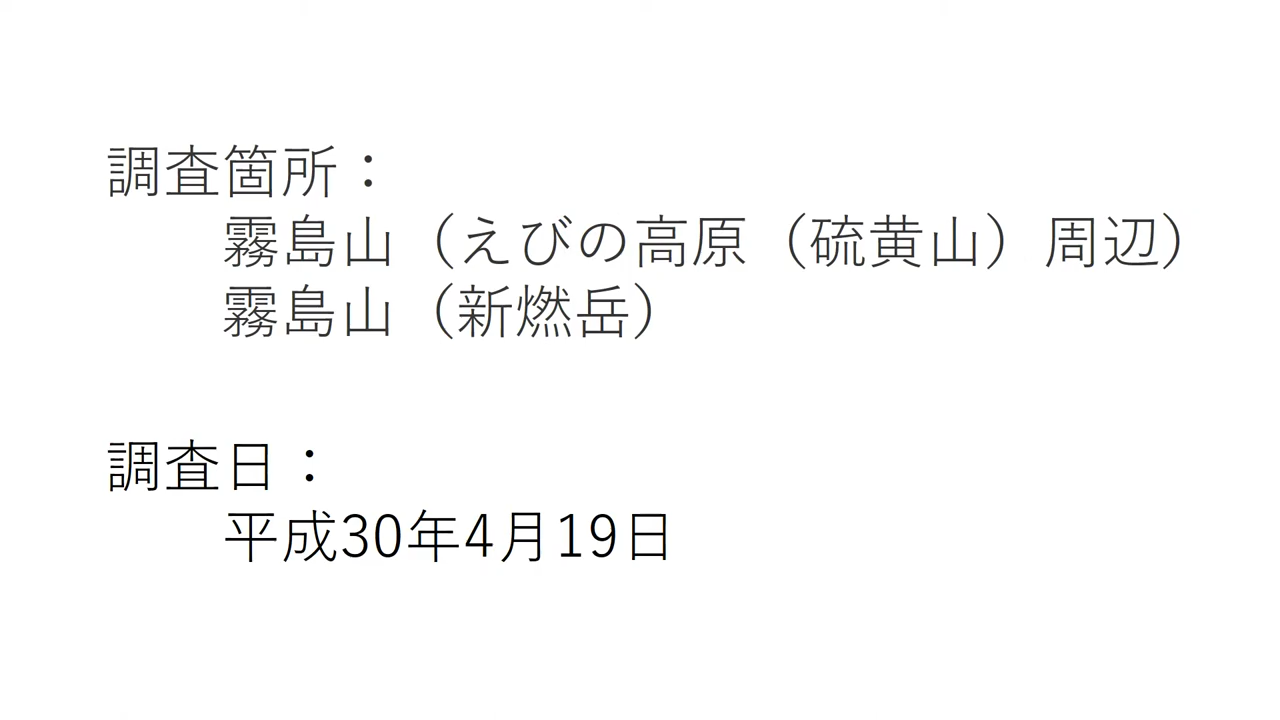 調査箇所：
霧島山（えびの高原（硫黄山）周辺）
霧島山（新燃岳）
調査日：
平成30年4月19日